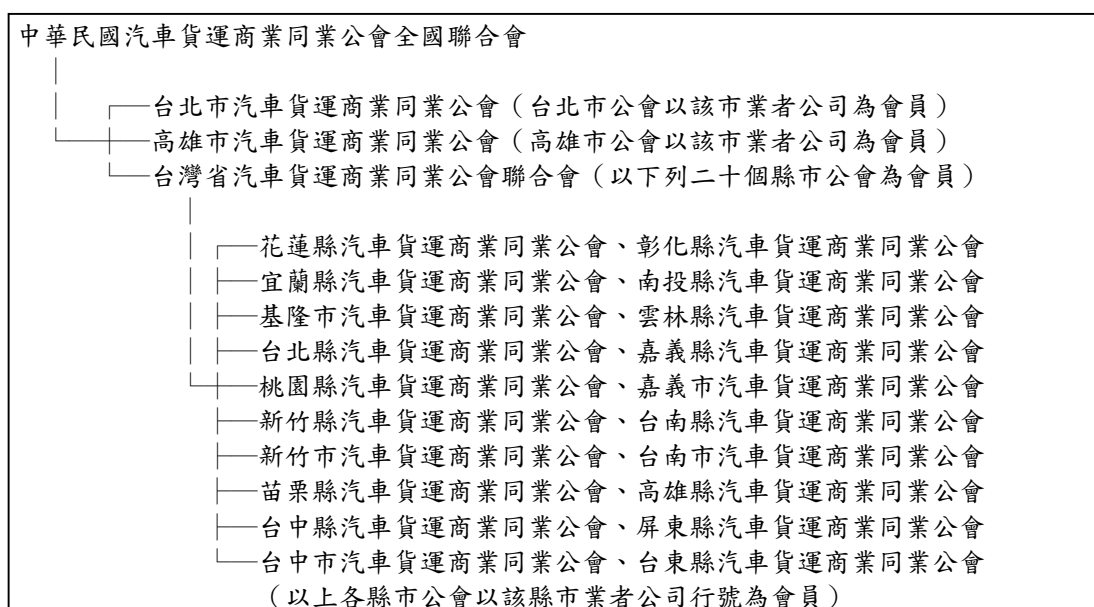 中華民國汽車貨運商業同業公會全國聯合會
台北市汽車貨運商業同業公會（台北市公會以該市業者公司為會員）
高雄市汽車貨運商業同業公會（高雄市公會以該市業者公司為會員）
台灣省汽車貨運商業同業公會聯合會（以下列二十個縣市公會為會員）
花蓮縣汽車貨運商業同業公會、彰化縣汽車貨運商業同業公會
宜蘭縣汽車貨運商業同業公會、南投縣汽車貨運商業同業公會
基隆市汽車貨運商業同業公會、雲林縣汽車貨運商業同業公會
台北縣汽車貨運商業同業公會、嘉義縣汽車貨運商業同業公會
桃園縣汽車貨運商業同業公會、嘉義市汽車貨運商業同業公會
新竹縣汽車貨運商業同業公會、台南縣汽車貨運商業同業公會
新竹市汽車貨運商業同業公會、台南市汽車貨運商業同業公會
苗栗縣汽車貨運商業同業公會、高雄縣汽車貨運商業同業公會
台中縣汽車貨運商業同業公會、屏東縣汽車貨運商業同業公會
台中市汽車貨運商業同業公會、台東縣汽車貨運商業同業公會
（以上各縣市公會以該縣市業者公司行號為會員）